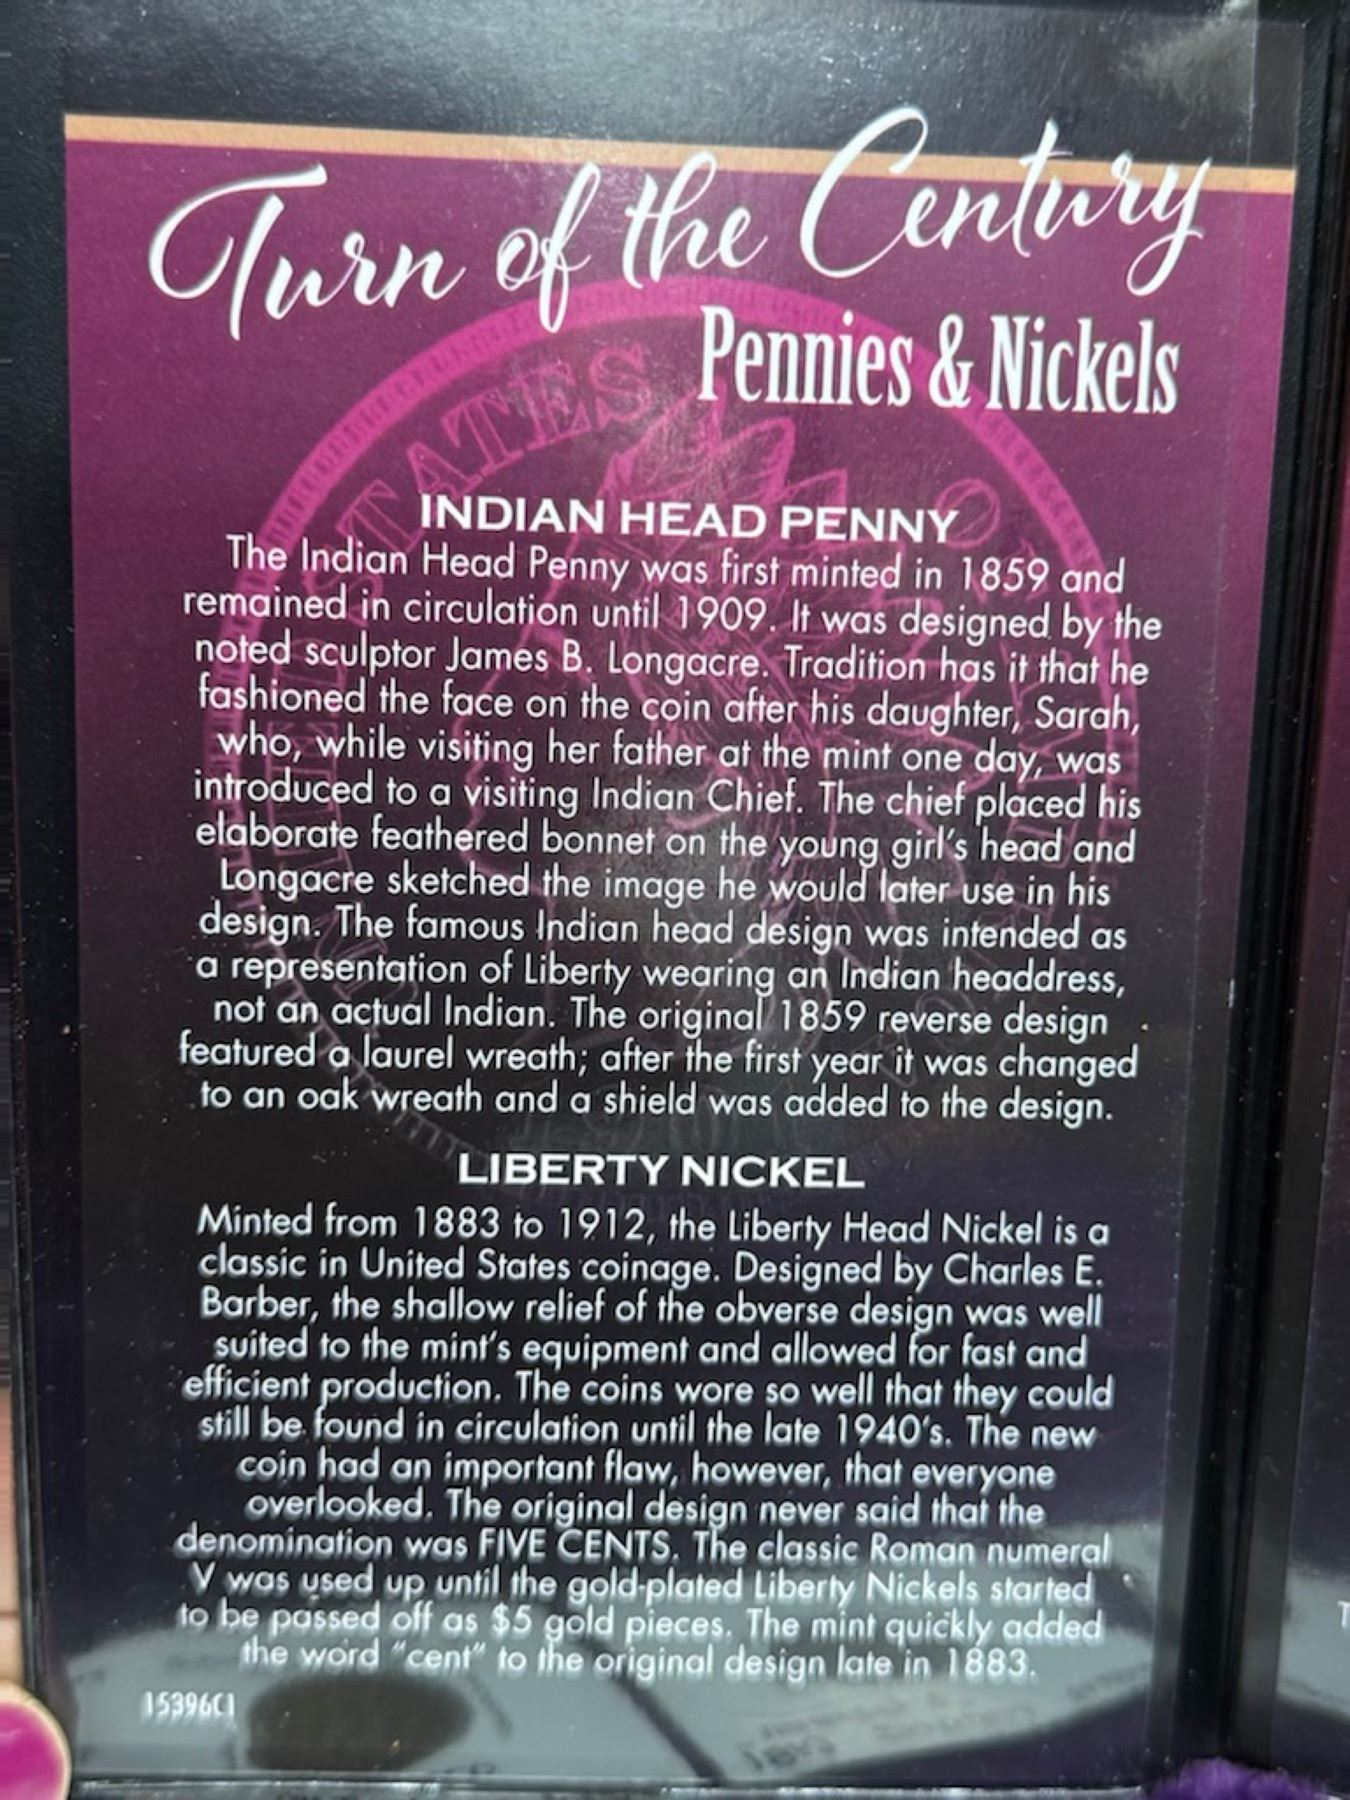 Turn of the Century
Pennies & Nickels
INDIAN HEAD PENNY
The Indian Head Penny was first minted in 1859 and
remained in circulation until 1909. It was designed by the
noted sculptor James B. Longacre. Tradition has it that he
fashioned the face on the coin after his daughter, Sarah,
who, while visiting her father at the mint one day, was
introduced to a visiting Indian Chief. The chief placed his
elaborate feathered bonnet on the young girl's head and
Longacre sketched the image he would later use in his
design. The famous Indian head design was intended as
a representation of Liberty wearing an Indian headdress,
not an actual Indian. The original 1859 reverse design
featured a laurel wreath; after the first year it was changed
to an oak wreath and a shield was added to the design.
LIBERTY NICKEL
Minted from 1883 to 1912, the Liberty Head Nickel is a
classic in United States coinage. Designed by Charles E.
Barber, the shallow relief of the obverse design was well
suited to the mint's equipment and allowed for fast and
efficient production. The coins wore so well that they could
still be found in circulation until the late 1940's. The new
coin had an important flaw, however, that everyone
overlooked. The original design never said that the
denomination was FIVE CENTS. The classic Roman numeral
V was used up until the gold-plated Liberty Nickels started
to be passed off as $5 gold pieces. The mint quickly added
the word "cent" to the original design late in 1883.
15396C1